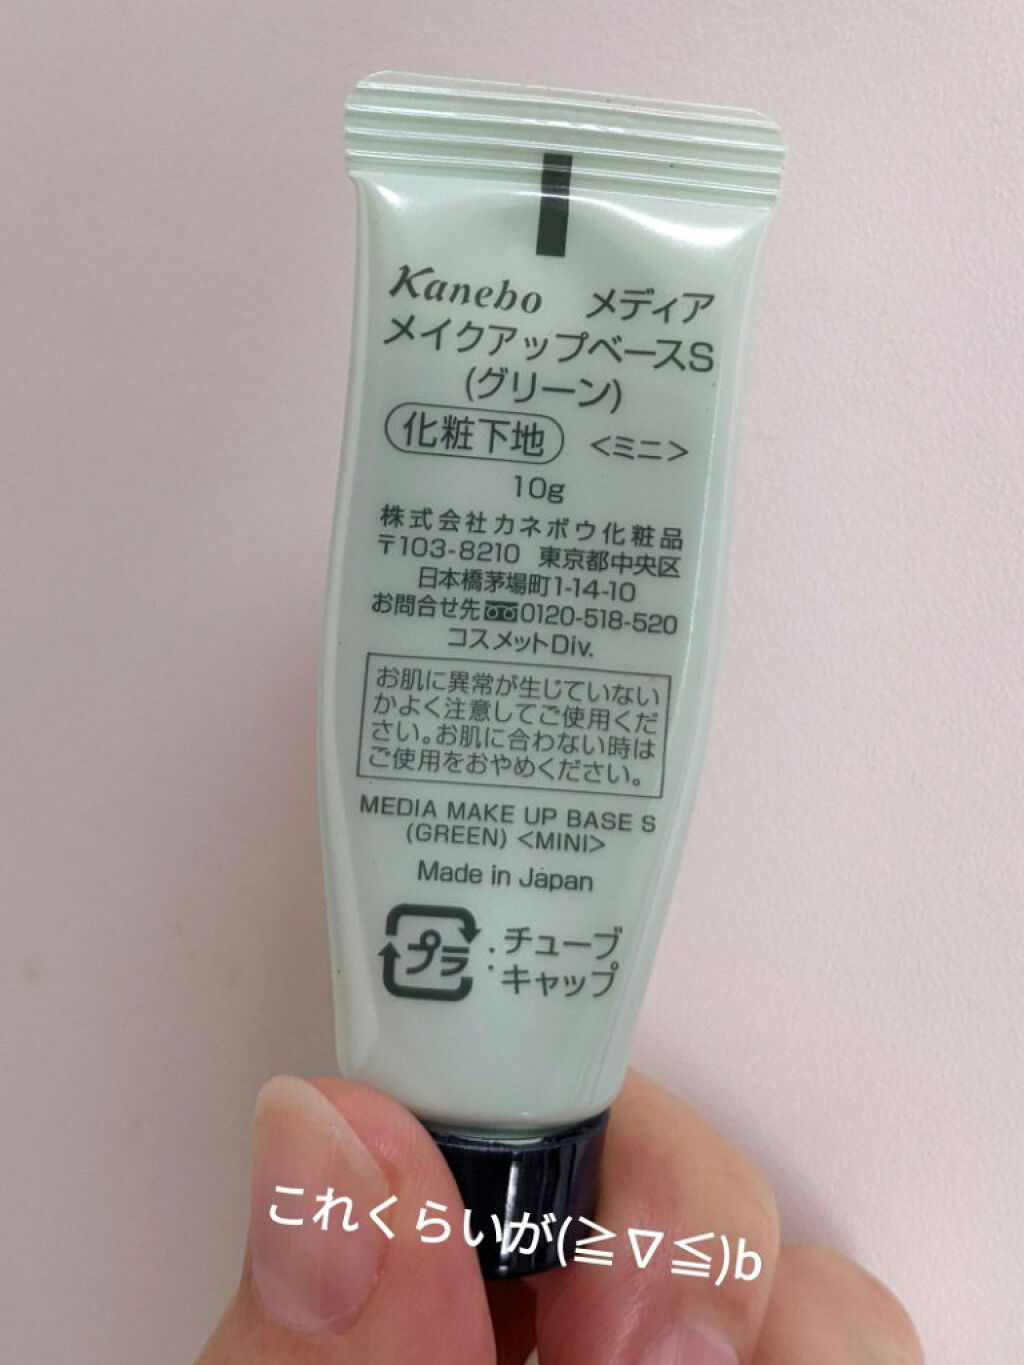 Kanebo メディア
メイクアップベースS
(グリーン)
化粧下地 <ミニ>
10g
株式会社カネボウ化粧品
〒103-8210 東京都中央区
日本橋茅場町1-14-10
お問合せ先 0120-518-520
コスメットDiv.
お肌に異常が生じていない
かよく注意してご使用くだ
さい。お肌に合わない時は
ご使用をおやめください。
MEDIA MAKE UP BASE S
(GREEN) <MINI>
Made in Japan
プラ : チューブ
キャップ
これくらいが(≧∇≦)b